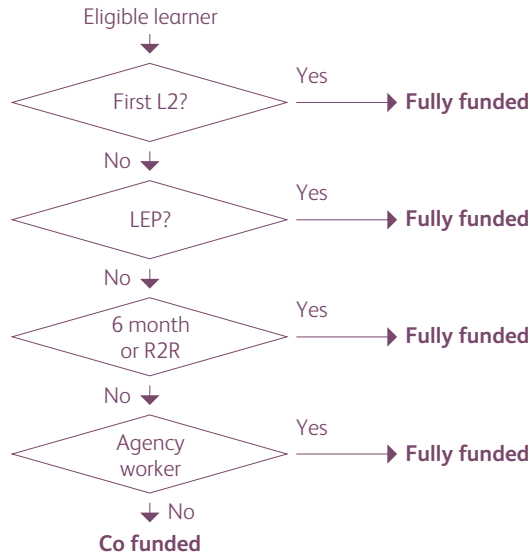 Eligible learner
Yes
First L2?
Fully funded
No
Yes
LEP?
Fully funded
No
Yes
6 month
or R2R
Fully funded
No
Yes
Agency
worker
Fully funded
No
Co funded